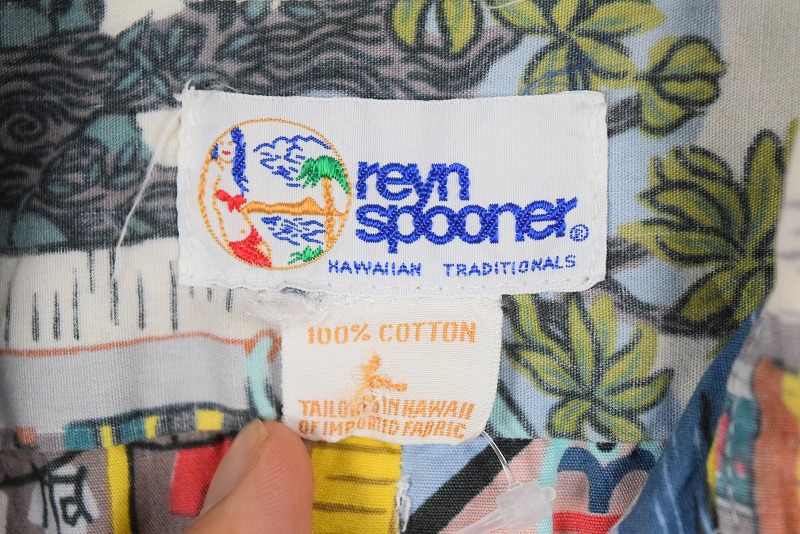 reyn
spooner®
HAWAIIAN TRADITIONALS
100% COTTON
TAILORED IN HAWAII
OF IMPORTED FABRIC